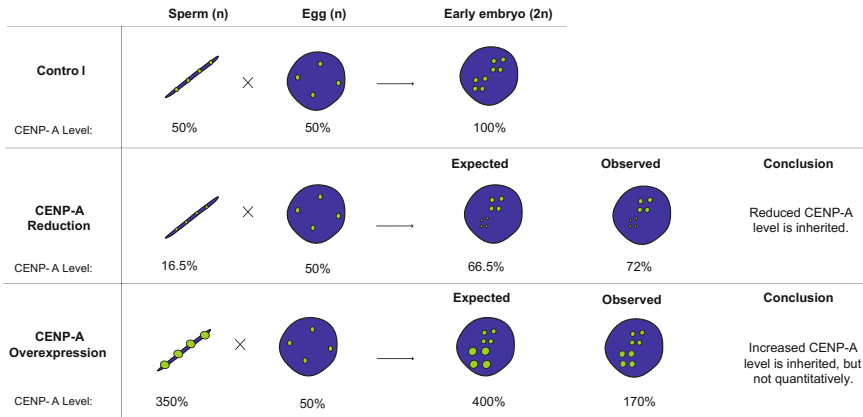 Sperm (n) Egg (n) Early embryo (2n)
Contro l
CENP- A Level: 50% 50% 100%
Expected Observed Conclusion
CENP-A
Reduction
Reduced CENP-A
level is inherited.
CENP- A Level: 16.5% 50% 66.5% 72%
Expected Observed Conclusion
CENP-A
Overexpression
Increased CENP-A
level is inherited, but
not quantitatively.
CENP- A Level: 350% 50% 400% 170%